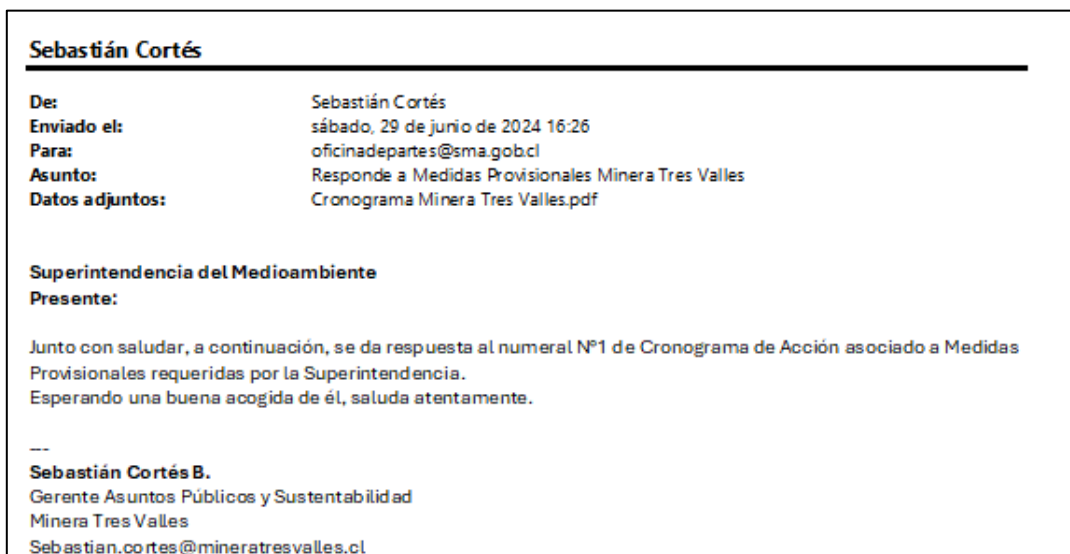 Sebastián Cortés
De: Sebastián Cortés
Enviado el: sábado, 29 de junio de 2024 16:26
Para: oficinadepartes@sma.gob.cl
Asunto: Responde a Medidas Provisionales Minera Tres Valles
Datos adjuntos: Cronograma Minera Tres Valles.pdf
Superintendencia del Medioambiente
Presente:
Junto con saludar, a continuación, se da respuesta al numeral Nº1 de Cronograma de Acción asociado a Medidas
Provisionales requeridas por la Superintendencia.
Esperando una buena acogida de él, saluda atentamente.
---
Sebastián Cortés B.
Gerente Asuntos Públicos y Sustentabilidad
Minera Tres Valles
Sebastian.cortes@mineratresvalles.cl